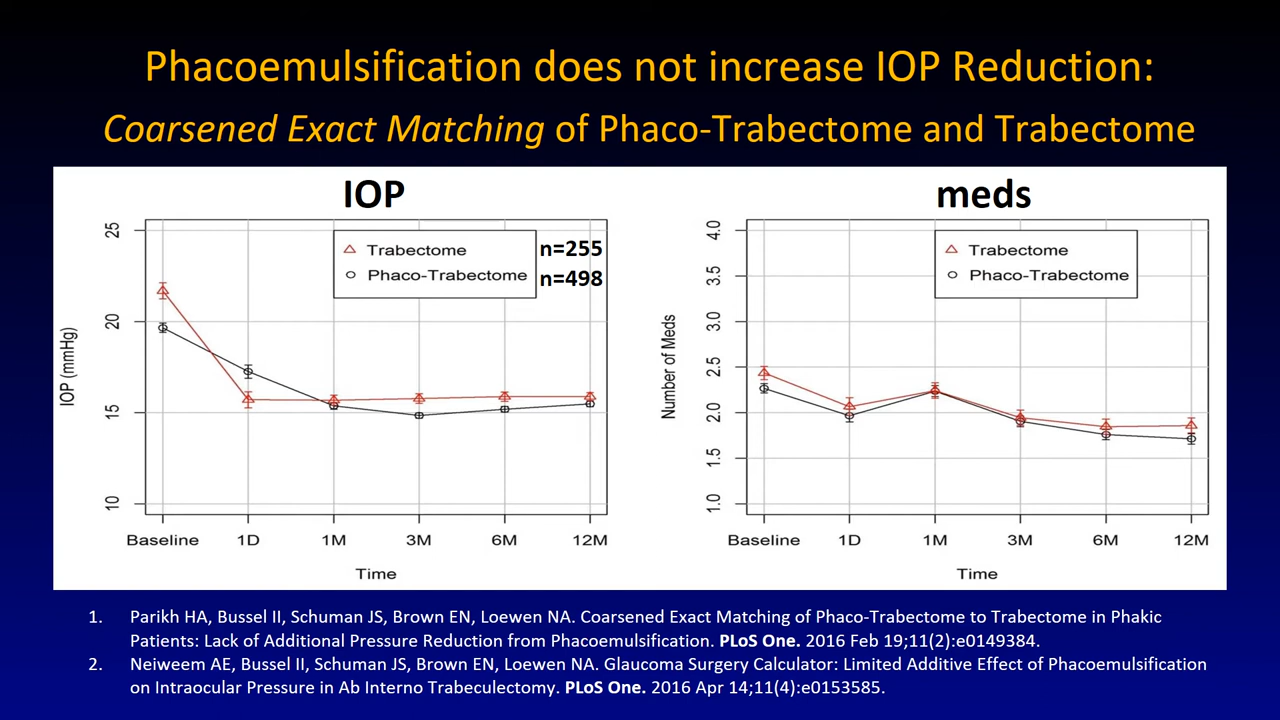 Phacoemulsification does not increase IOP Reduction:
Coarsened Exact Matching of Phaco-Trabectome and Trabectome
IOP
25
20
15
10
IOP (mmHg)
Trabectome n=255
Phaco-Trabectome n=498
Baseline 1D 1M 3M 6M 12M
Time
meds
4.0
3.5
3.0
2.5
2.0
1.5
1.0
Number of Meds
Trabectome
Phaco-Trabectome
Baseline 1D 1M 3M 6M 12M
Time
1. Parikh HA, Bussel II, Schuman JS, Brown EN, Loewen NA. Coarsened Exact Matching of Phaco-Trabectome to Trabectome in Phakic
Patients: Lack of Additional Pressure Reduction from Phacoemulsification. PLoS One. 2016 Feb 19;11(2):e0149384.
2. Neiweem AE, Bussel II, Schuman JS, Brown EN, Loewen NA. Glaucoma Surgery Calculator: Limited Additive Effect of Phacoemulsification
on Intraocular Pressure in Ab Interno Trabeculectomy. PLoS One. 2016 Apr 14;11(4):e0153585.